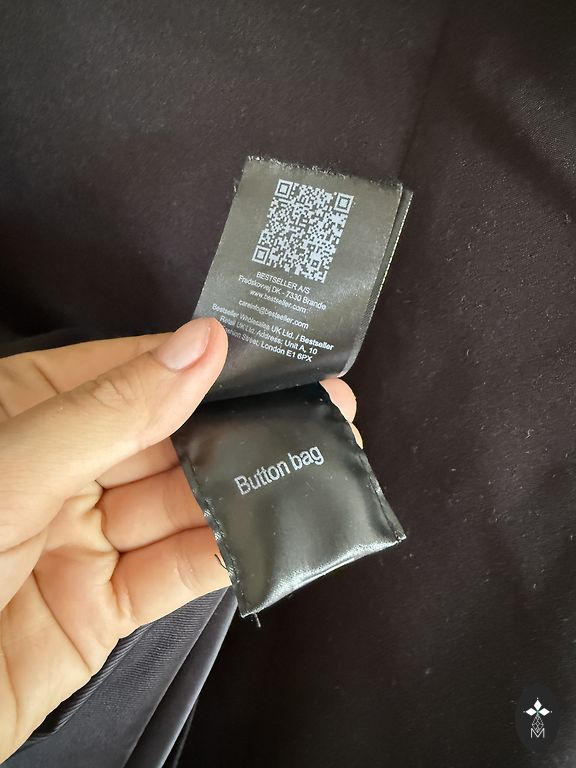 BESTSELLER A/S
Fredskovvej DK - 7330 Brande
www.bestseller.com
careinfo@bestseller.com
Bestseller Wholesales UK Ltd. / Bestseller
Retail UK Ltd. Address: Unit A, 10
Street, London E1 6PX
Button bag
M